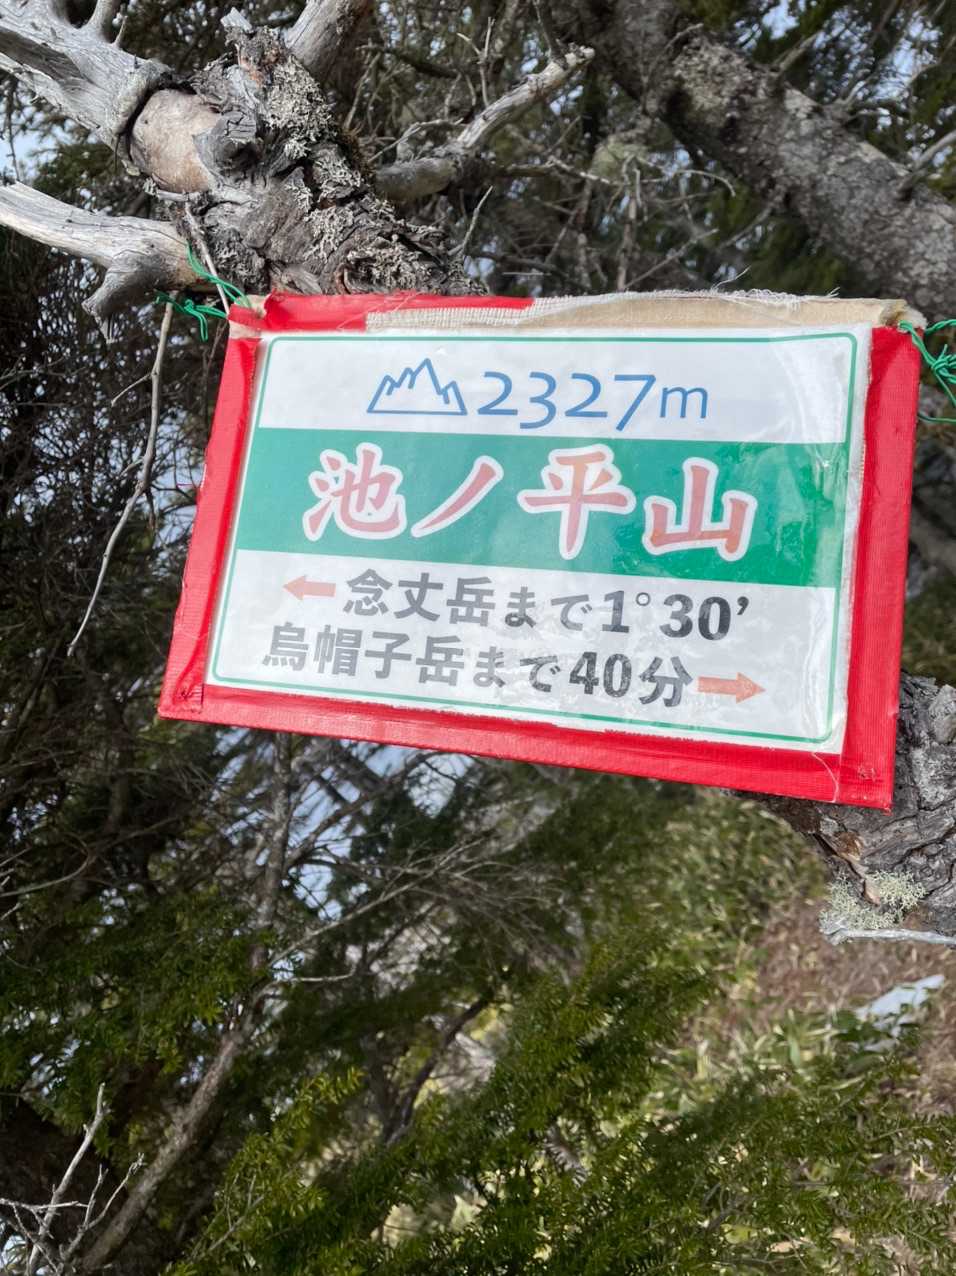 2327m
池ノ平山
← 念丈岳まで1°30’
烏帽子岳まで40分 →